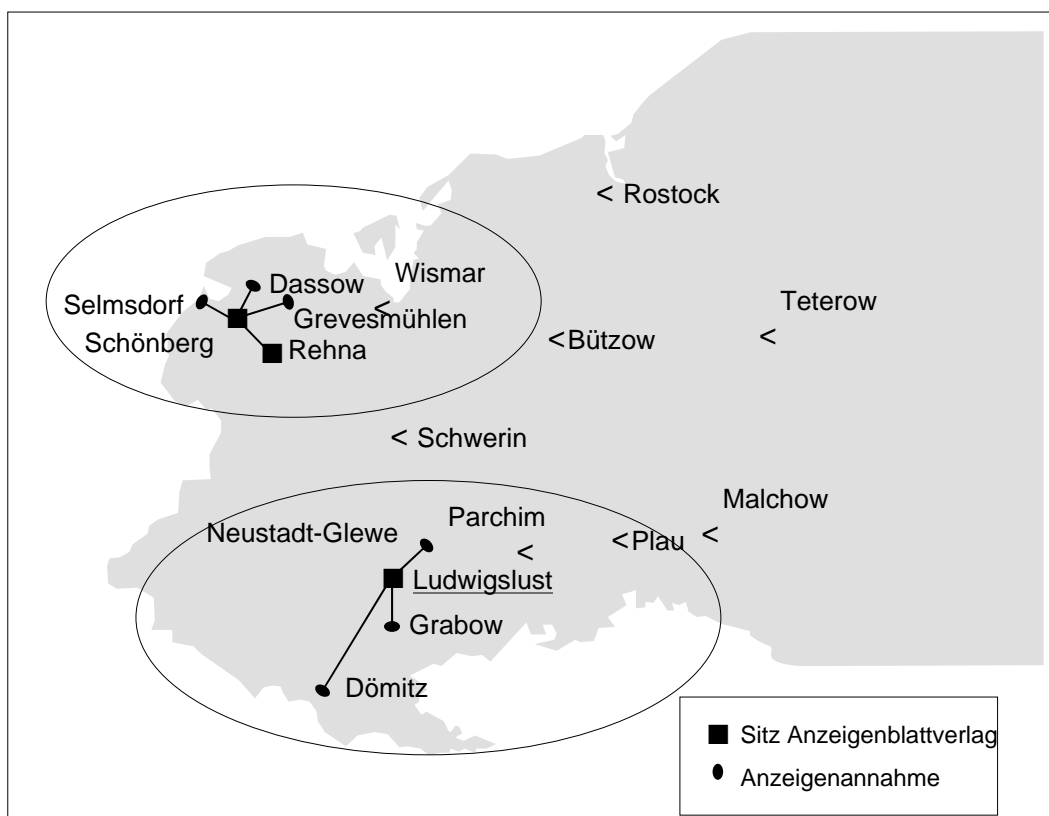 < Rostock
Wismar
<
Dassow
Selmsdorf
Grevesmühlen
Teterow
<
Schönberg
Rehna
< Bützow
< Schwerin
Malchow
<
Parchim
<
Neustadt-Glewe
< Plau
Ludwigslust
Grabow
Dömitz
Sitz Anzeigenblattverlag
Anzeigenannahme